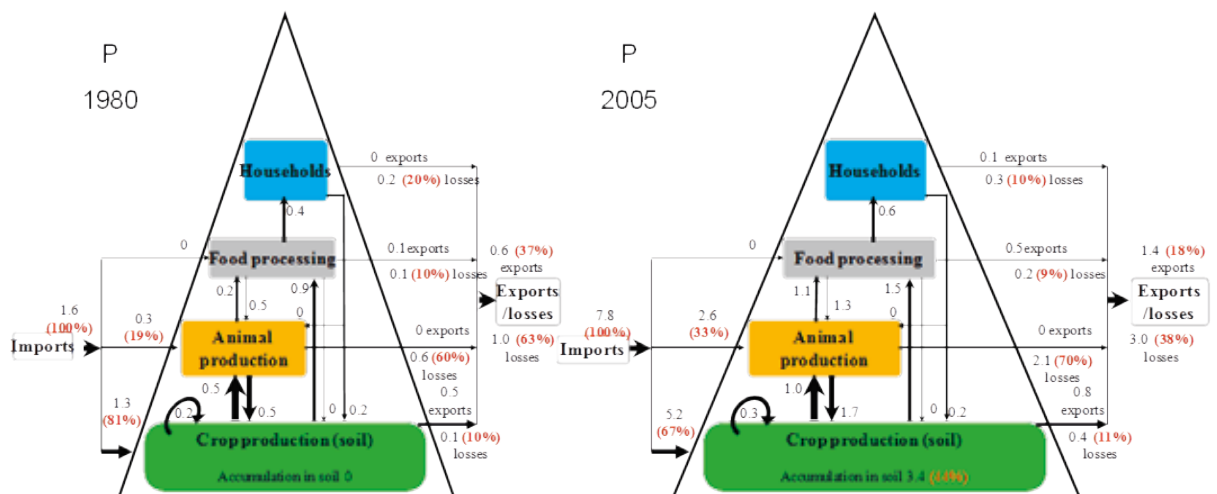 P
1980
Households
0 exports
0.2 (20%) losses
0.4
0
Food processing
0.1 exports
0.1 (10%) losses
0.6 (37%)
exports
Exports
/losses
1.0 (63%)
losses
0.2
0.5
0.9
0
1.6
(100%)
Imports
0.3
(19%)
Animal
production
0 exports
0.6 (60%)
losses
0.5
exports
0.5
0.5
0.2
0
0.2
1.3
(81%)
Crop production (soil)
0.1 (10%)
losses
Accumulation in soil 0
P
2005
Households
0.1 exports
0.3 (10%) losses
0.6
0
Food processing
0.5 exports
0.2 (9%) losses
1.4 (18%)
exports
Exports
/losses
3.0 (38%)
losses
1.1
1.3
1.5
0
7.8
(100%)
Imports
2.6
(33%)
Animal
production
0 exports
2.1 (70%)
losses
0.8
exports
1.0
1.7
0.3
0
0.2
5.2
(67%)
Crop production (soil)
0.4 (11%)
losses
Accumulation in soil 3.4 (44%)